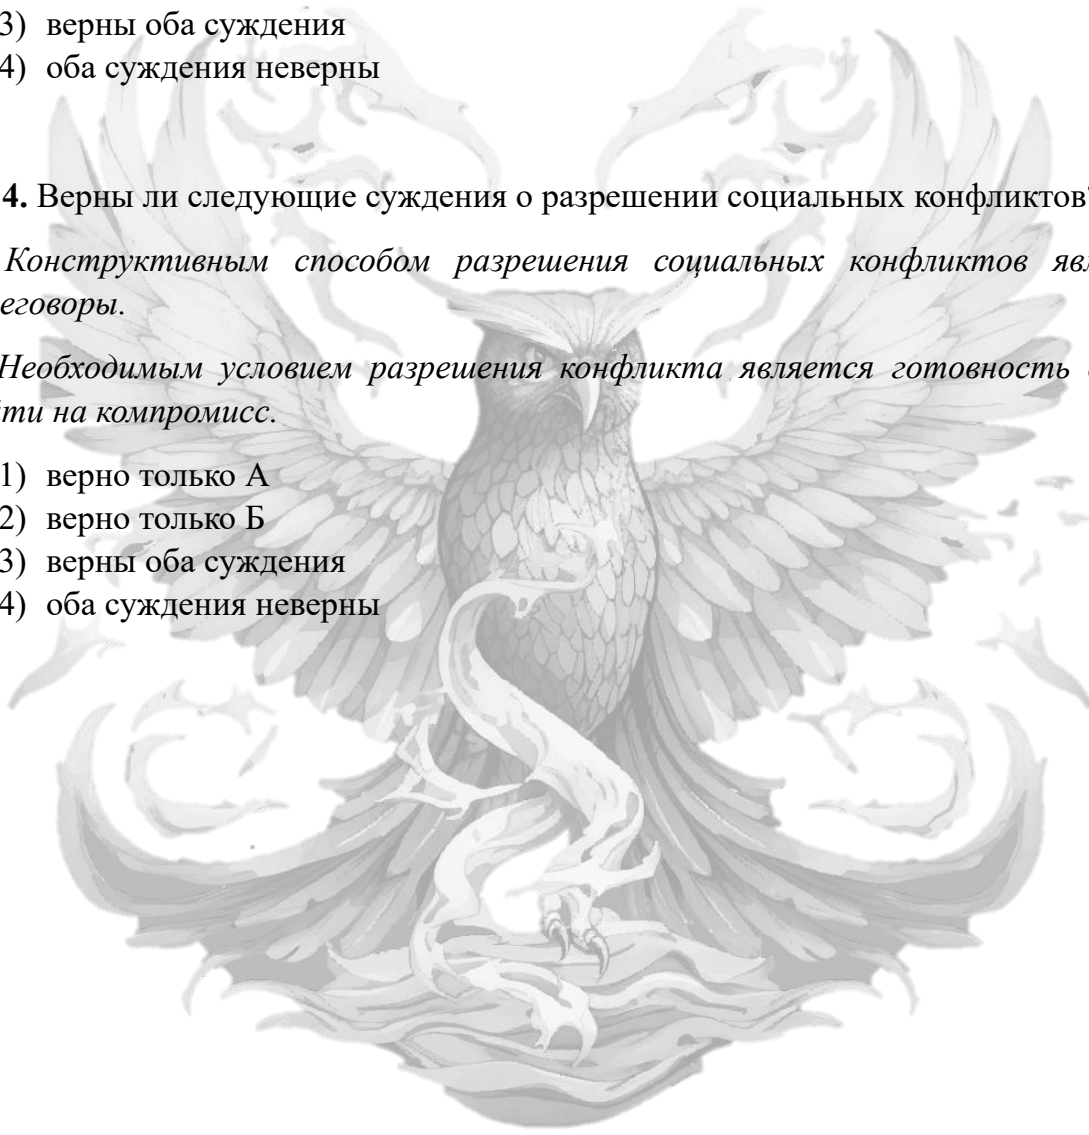 3) верны оба суждения
4) оба суждения неверны
4. Верны ли следующие суждения о разрешении социальных конфликтов
Конструктивным способом разрешения социальных конфликтов явл
еговоры.
Необходимым условием разрешения конфликта является готовность
ти на компромисс.
1) верно только А
2) верно только Б
3) верны оба суждения
4) оба суждения неверны